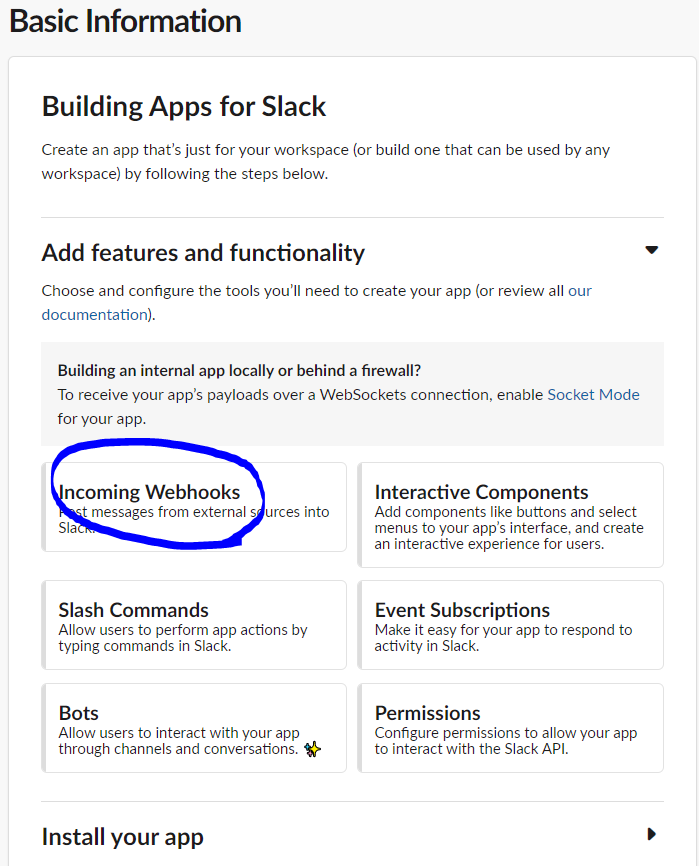 Basic Information
Building Apps for Slack
Create an app that's just for your workspace (or build one that can be used by any
workspace) by following the steps below.
Add features and functionality
Choose and configure the tools you'll need to create your app (or review all our
documentation).
Building an internal app locally or behind a firewall?
To receive your app's payloads over a WebSockets connection, enable Socket Mode
for your app.
Incoming Webhooks
Post messages from external sources into
Slack.
Interactive Components
Add components like buttons and select
menus to your app's interface, and create
an interactive experience for users.
Slash Commands
Allow users to perform app actions by
typing commands in Slack.
Event Subscriptions
Make it easy for your app to respond to
activity in Slack.
Bots
Allow users to interact with your app
through channels and conversations.
Permissions
Configure permissions to allow your app
to interact with the Slack API.
Install your app